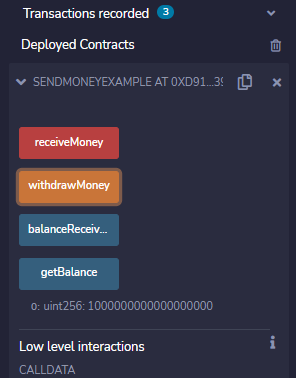 Transactions recorded 3
Deployed Contracts
SENDMONEYEXAMPLE AT 0XD91...39
receiveMoney
withdrawMoney
balanceReceiv...
getBalance
0: uint256: 1000000000000000000
Low level interactions
CALLDATA